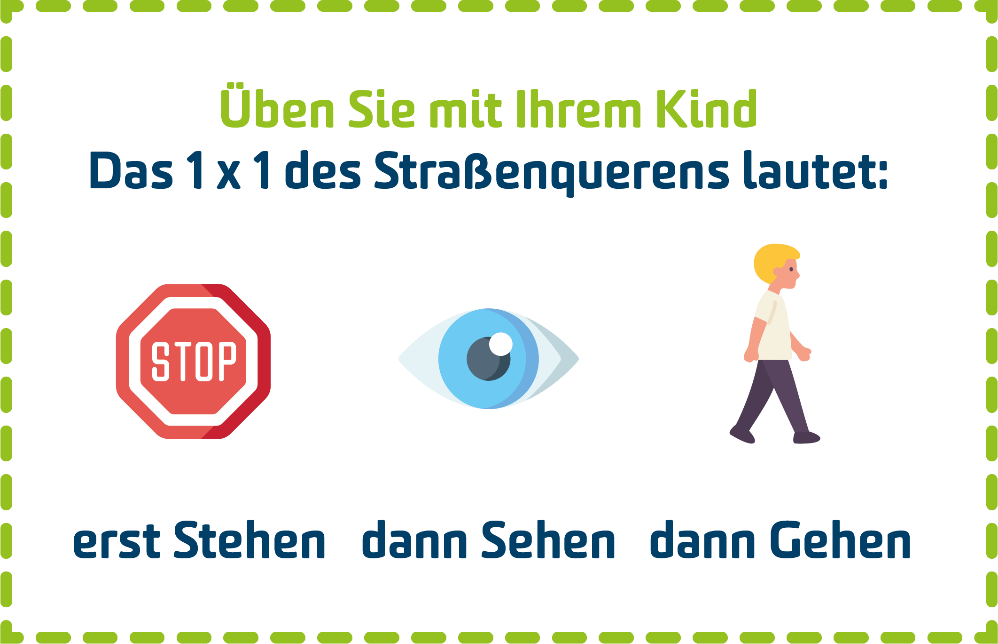 Üben Sie mit Ihrem Kind
Das 1 x 1 des Straßenquerens lautet:
STOP
erst Stehen dann Sehen dann Gehen